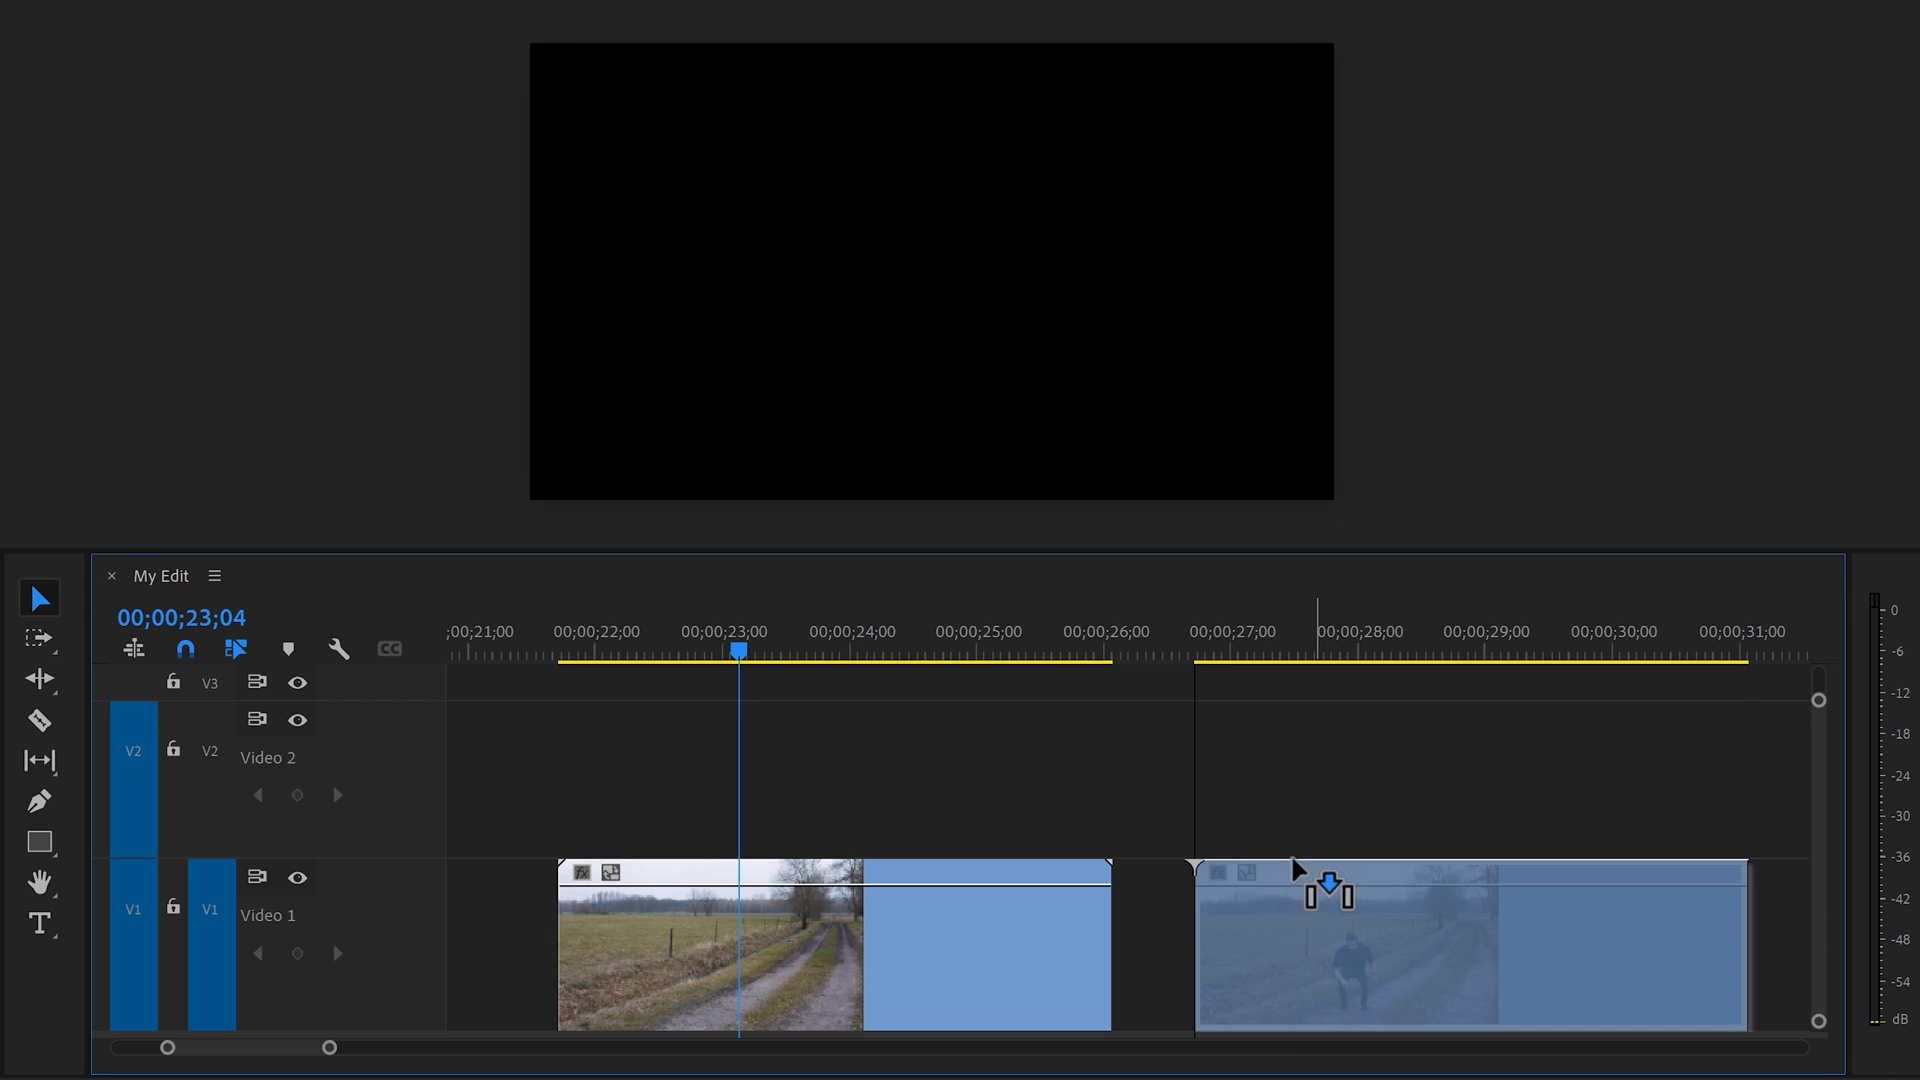 × My Edit
00;00;23;04
;00;21;00 00;00;22;00 00;00;23;00 00;00;24;00 00;00;25;00 00;00;26;00 00;00;27;00 00;00;28;00 00;00;29;00 00;00;30;00 00;00;31;00
CC
V3
V2 V2
Video 2
fx
fx
V1 V1
Video 1
T
0
-6
-12
-18
-24
-30
-36
-42
-48
-54
dB